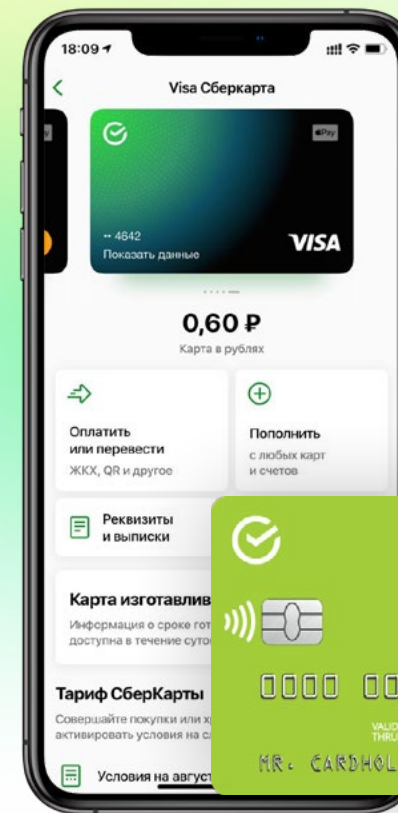 18:09
Visa Сберкарта
Pay
•• 4642
Показать данные
VISA
0,60 ₽
Карта в рублях
Оплатить
или перевести
ЖКХ, QR и другое
Пополнить
с любых карт
и счетов
Реквизиты
и выписки
Карта изготавлив
Информация о сроке гот
доступна в течение суто
Тариф СберКарты
Совершайте покупки или х
активировать условия на с
Условия на август
0000 00
VALID
THRU
MR. CARDHOL